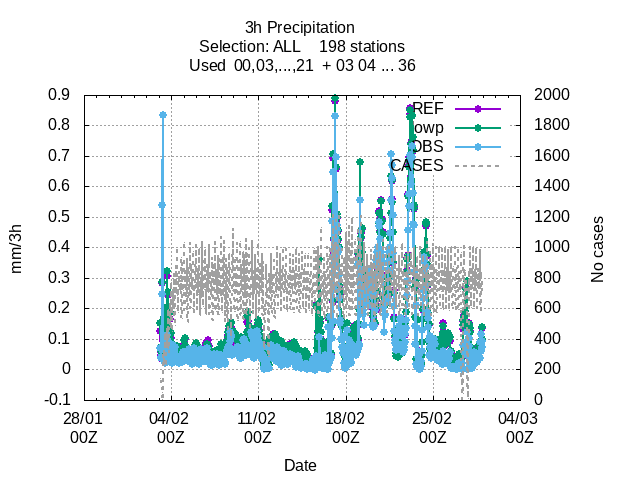 3h Precipitation
Selection: ALL    198 stations
Used  00,03,...,21  + 03 04 ... 36
0.9
0.8
0.7
0.6
0.5
0.4
0.3
0.2
0.1
0
-0.1
mm/3h
2000
1800
1600
1400
1200
1000
800
600
400
200
0
No cases
REF
owp
OBS
CASES
28/01 04/02 11/02 18/02 25/02 04/03
00Z 00Z 00Z 00Z 00Z 00Z
Date